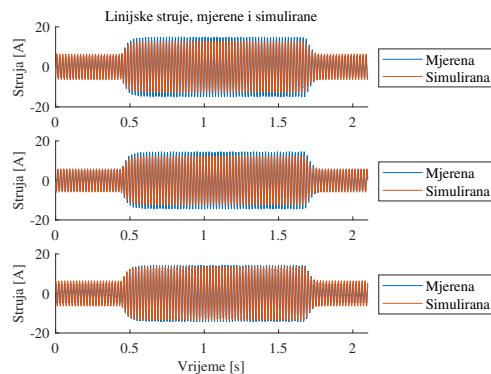 Linijske struje, mjerene i simulirane
Struja [A]
20
0
-20
0 0.5 1 1.5 2
Mjerena
Simulirana
Struja [A]
20
0
-20
0 0.5 1 1.5 2
Mjerena
Simulirana
Struja [A]
20
0
-20
0 0.5 1 1.5 2
Vrijeme [s]
Mjerena
Simulirana